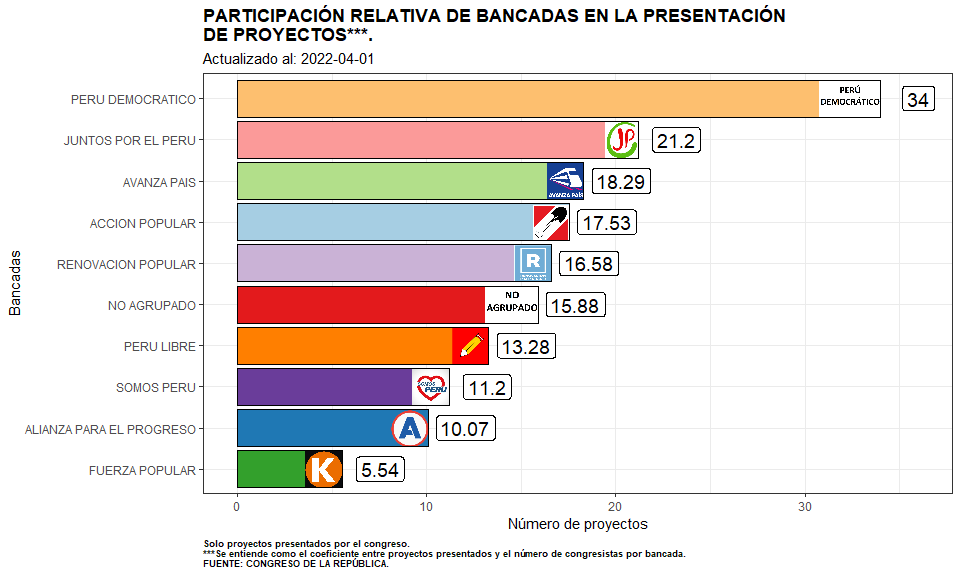 PARTICIPACIÓN RELATIVA DE BANCADAS EN LA PRESENTACIÓN
DE PROYECTOS***.
Actualizado al: 2022-04-01
Bancadas
PERU DEMOCRATICO
PERÚ
DEMOCRÁTICO
34
JUNTOS POR EL PERU
JP
21.2
AVANZA PAIS
AVANZA PAÍS
18.29
ACCION POPULAR
17.53
RENOVACION POPULAR
R
16.58
NO AGRUPADO
NO
AGRUPADO
15.88
PERU LIBRE
13.28
SOMOS PERU
SOMOS
PERU
11.2
ALIANZA PARA EL PROGRESO
A
10.07
FUERZA POPULAR
K
5.54
0 10 20 30
Número de proyectos
Solo proyectos presentados por el congreso.
***Se entiende como el coeficiente entre proyectos presentados y el número de congresistas por bancada.
FUENTE: CONGRESO DE LA REPÚBLICA.